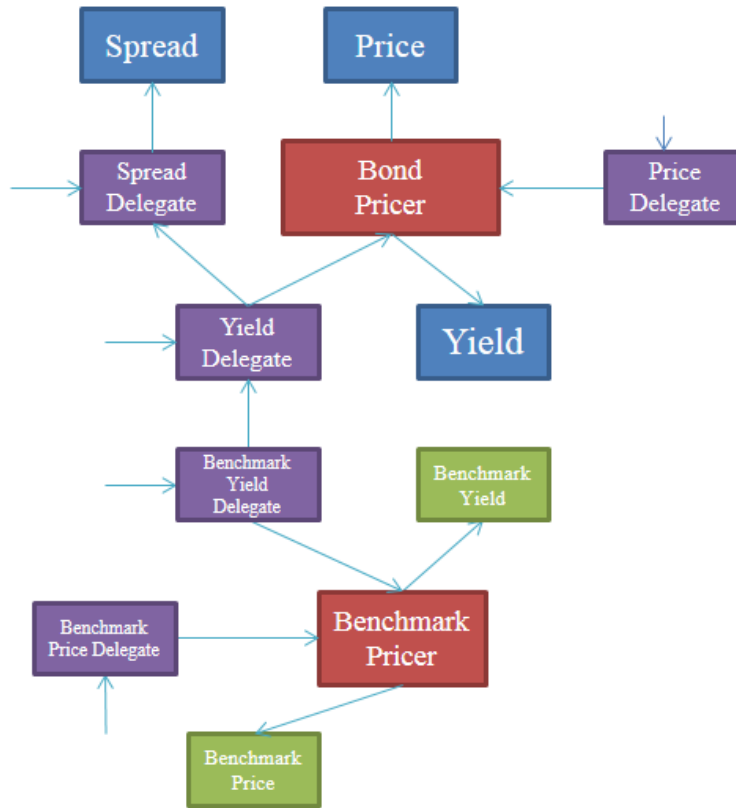 Spread
Price
Spread
Delegate
Bond
Pricer
Price
Delegate
Yield
Delegate
Yield
Benchmark
Yield
Delegate
Benchmark
Yield
Benchmark
Price Delegate
Benchmark
Pricer
Benchmark
Price